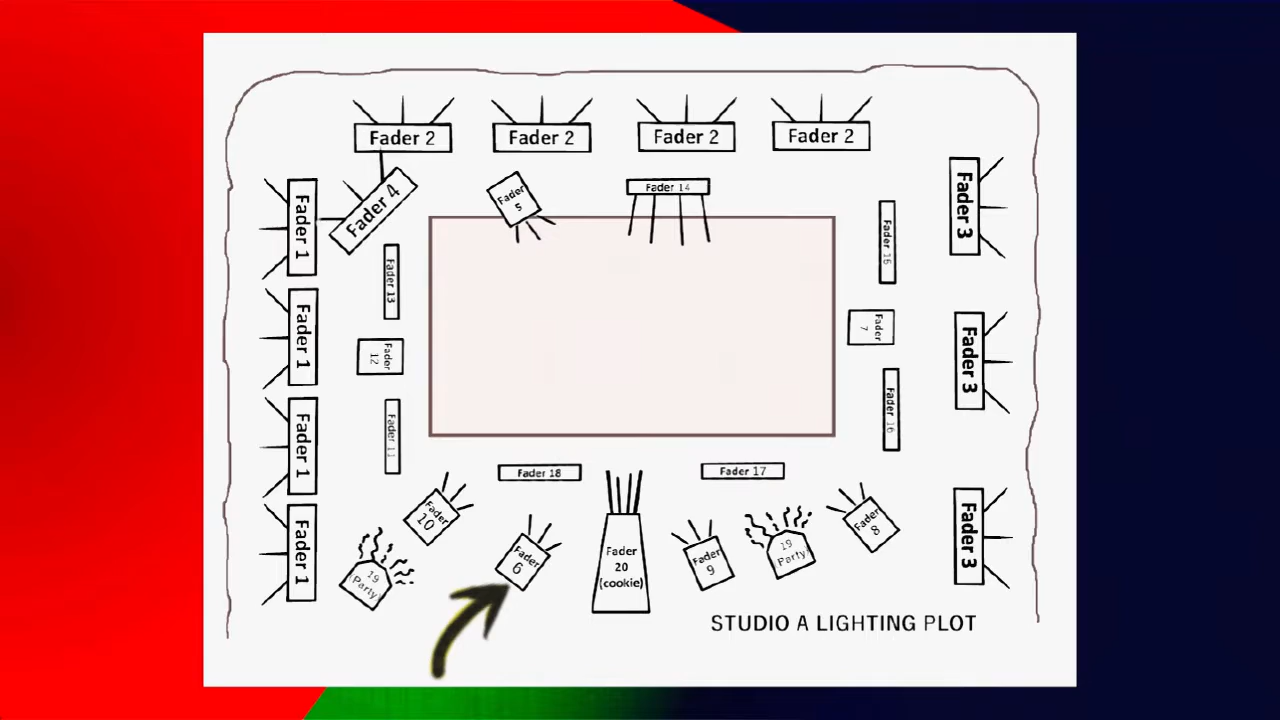 Fader 2
Fader 2
Fader 2
Fader 2
Fader 4
Fader
5
Fader 14
Fader 1
Fader 3
Fader 13
Fader 15
Fader 1
Fader
12
Fader
7
Fader 3
Fader 1
Fader 11
Fader 16
Fader 18
Fader 17
Fader
10
Fader
8
Fader 1
19
Party
Fader
6
Fader
20
(cookie)
Fader
9
19
Party
Fader 3
STUDIO A LIGHTING PLOT